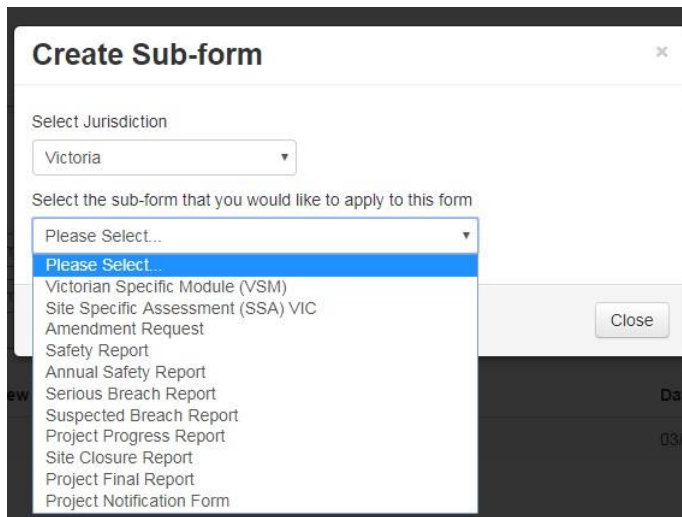 Create Sub-form
×
Select Jurisdiction
Victoria
Select the sub-form that you would like to apply to this form
Please Select...
Please Select...
Victorian Specific Module (VSM)
Site Specific Assessment (SSA) VIC
Amendment Request
Safety Report
Annual Safety Report
Serious Breach Report
Suspected Breach Report
Project Progress Report
Site Closure Report
Project Final Report
Project Notification Form
Close
ew
Da
03/